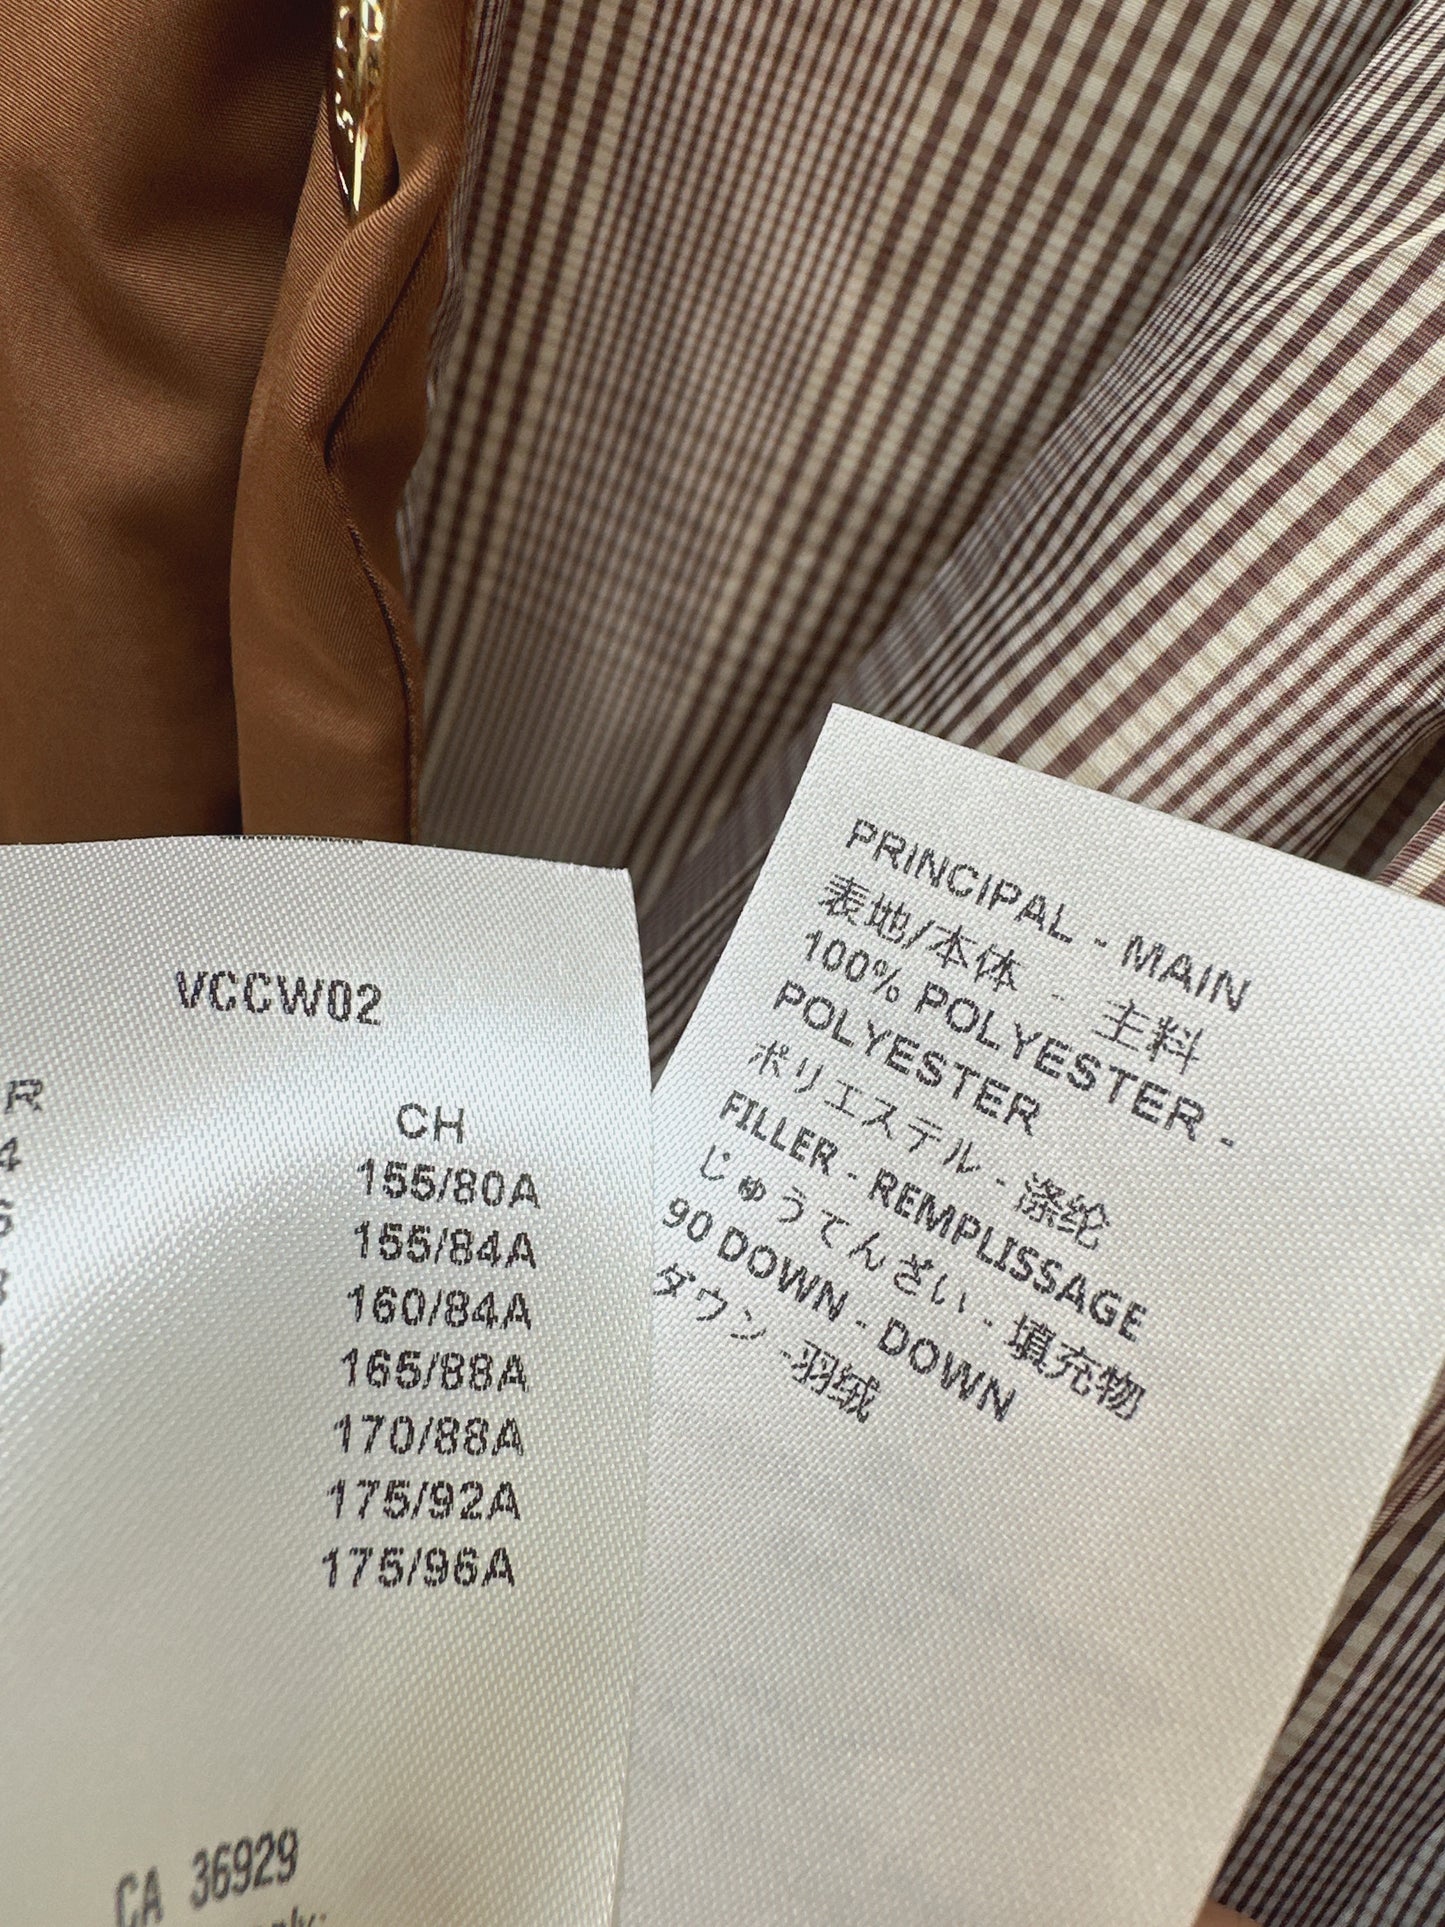 VCCW02
R
4
CH
155/80A
155/84A
160/84A
165/88A
170/88A
175/92A
175/96A
CA 36929
PRINCIPAL - MAIN
表地/本体 - 主料
100% POLYESTER -
POLYESTER
ポリエステル - 涤纶
FILLER - REMPLISSAGE
じゅうてんざい - 填充物
90 DOWN - DOWN
ダウン -羽绒